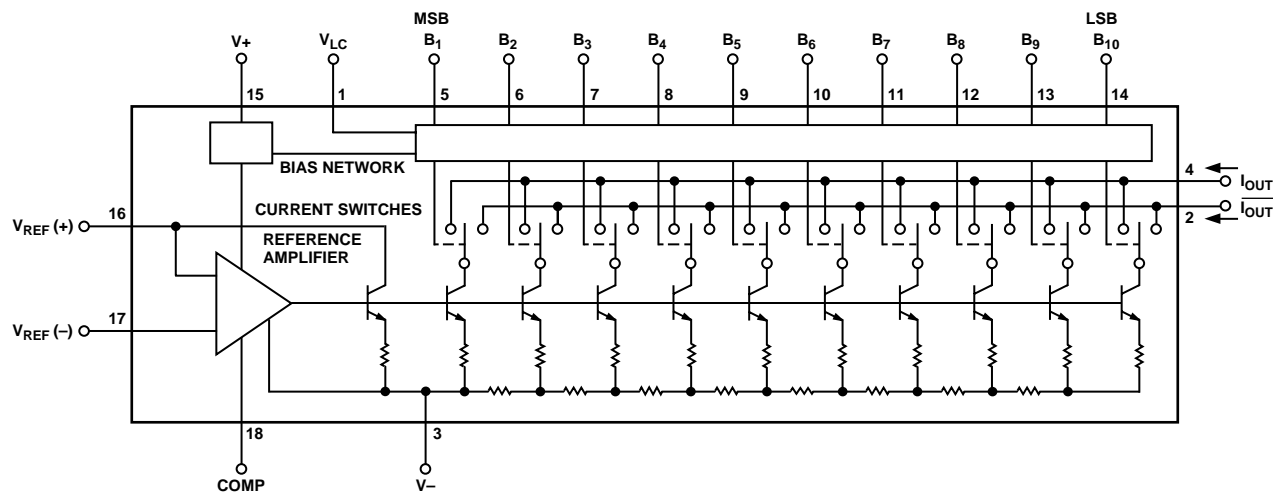 MSB LSB
V+ VLC B1 B2 B3 B4 B5 B6 B7 B8 B9 B10
15 1 5 6 7 8 9 10 11 12 13 14
BIAS NETWORK
4
IOUT
16
VREF (+)
CURRENT SWITCHES
IOUT
2
REFERENCE
AMPLIFIER
17
VREF (–)
18 3
COMP V–